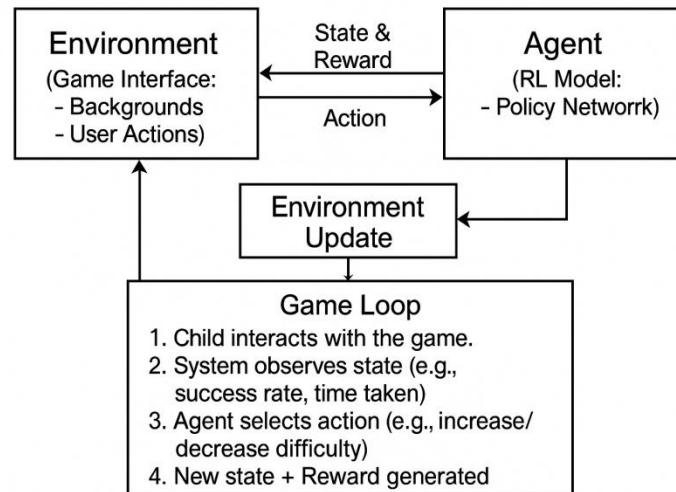 Environment
(Game Interface:
- Backgrounds
- User Actions)
State &
Reward
Action
Agent
(RL Model:
- Policy Networrk)
Environment
Update
Game Loop
1. Child interacts with the game.
2. System observes state (e.g.,
success rate, time taken)
3. Agent selects action (e.g., increase/
decrease difficulty)
4. New state + Reward generated